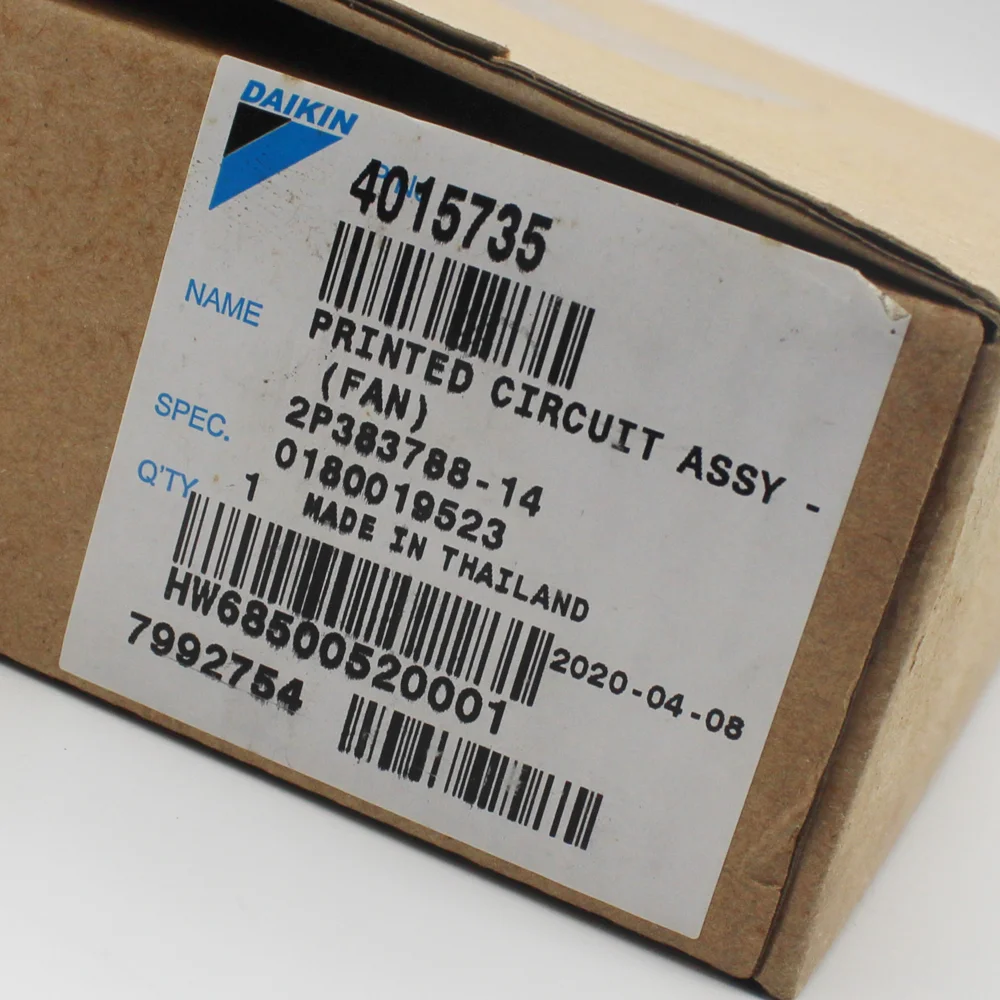 DAIKIN
P/No
4015735
NAME PRINTED CIRCUIT ASSY -
(FAN)
SPEC. 2P383788-14
0180019523
Q'TY 1 MADE IN THAILAND
HW68500520001 2020-04-08
7992754